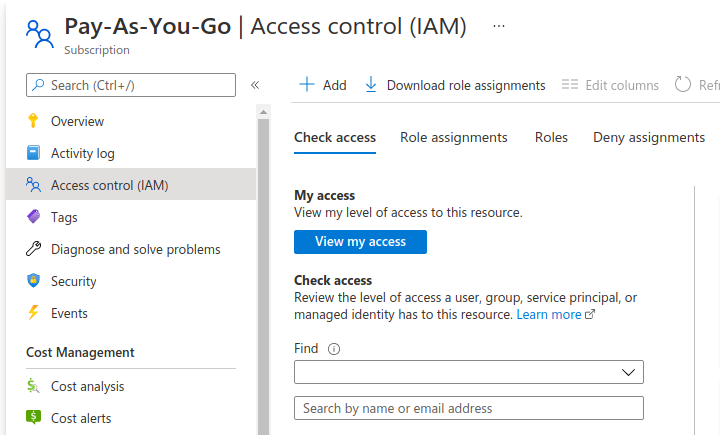 Pay-As-You-Go | Access control (IAM) ...
Subscription
Search (Ctrl+/)
«
Overview
Activity log
Access control (IAM)
Tags
Diagnose and solve problems
Security
Events
Cost Management
Cost analysis
Cost alerts
Add
Download role assignments
Edit columns
Refr
Check access
Role assignments
Roles
Deny assignments
My access
View my level of access to this resource.
View my access
Check access
Review the level of access a user, group, service principal, or
managed identity has to this resource. Learn more
Find
Search by name or email address